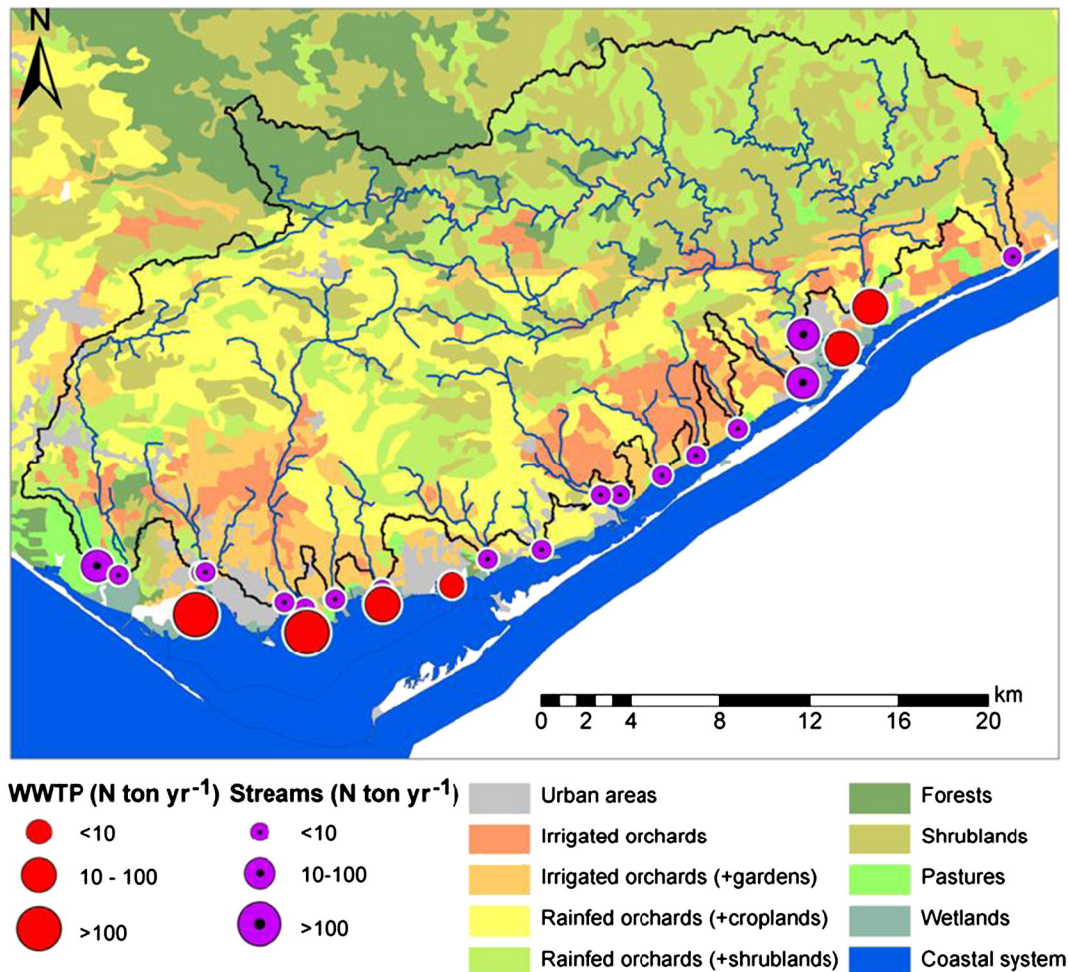 N
km
0 2 4 8 12 16 20
WWTP (N ton yr-1) Streams (N ton yr-1)
<10 <10
10 - 100 10-100
>100 >100
Urban areas
Irrigated orchards
Irrigated orchards (+gardens)
Rainfed orchards (+croplands)
Rainfed orchards (+shrublands)
Forests
Shrublands
Pastures
Wetlands
Coastal system